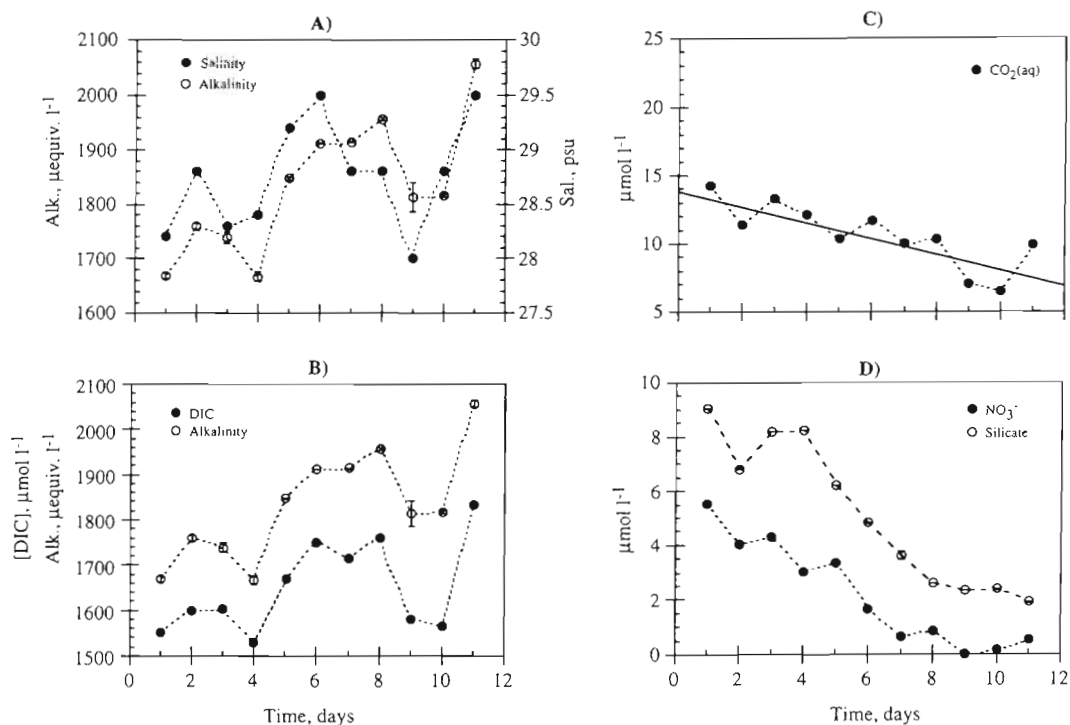 A)
2100
2000
1900
1800
1700
1600
Alk., μequiv. l⁻¹
Salinity
Alkalinity
30
29.5
29
28.5
28
27.5
Sal., psu
B)
2100
2000
1900
1800
1700
1600
1500
[DIC], μmol l⁻¹
Alk., μequiv. l⁻¹
DIC
Alkalinity
0 2 4 6 8 10 12
Time, days
C)
25
20
15
10
5
μmol l⁻¹
CO₂(aq)
D)
10
8
6
4
2
0
μmol l⁻¹
NO₃⁻
Silicate
0 2 4 6 8 10 12
Time, days